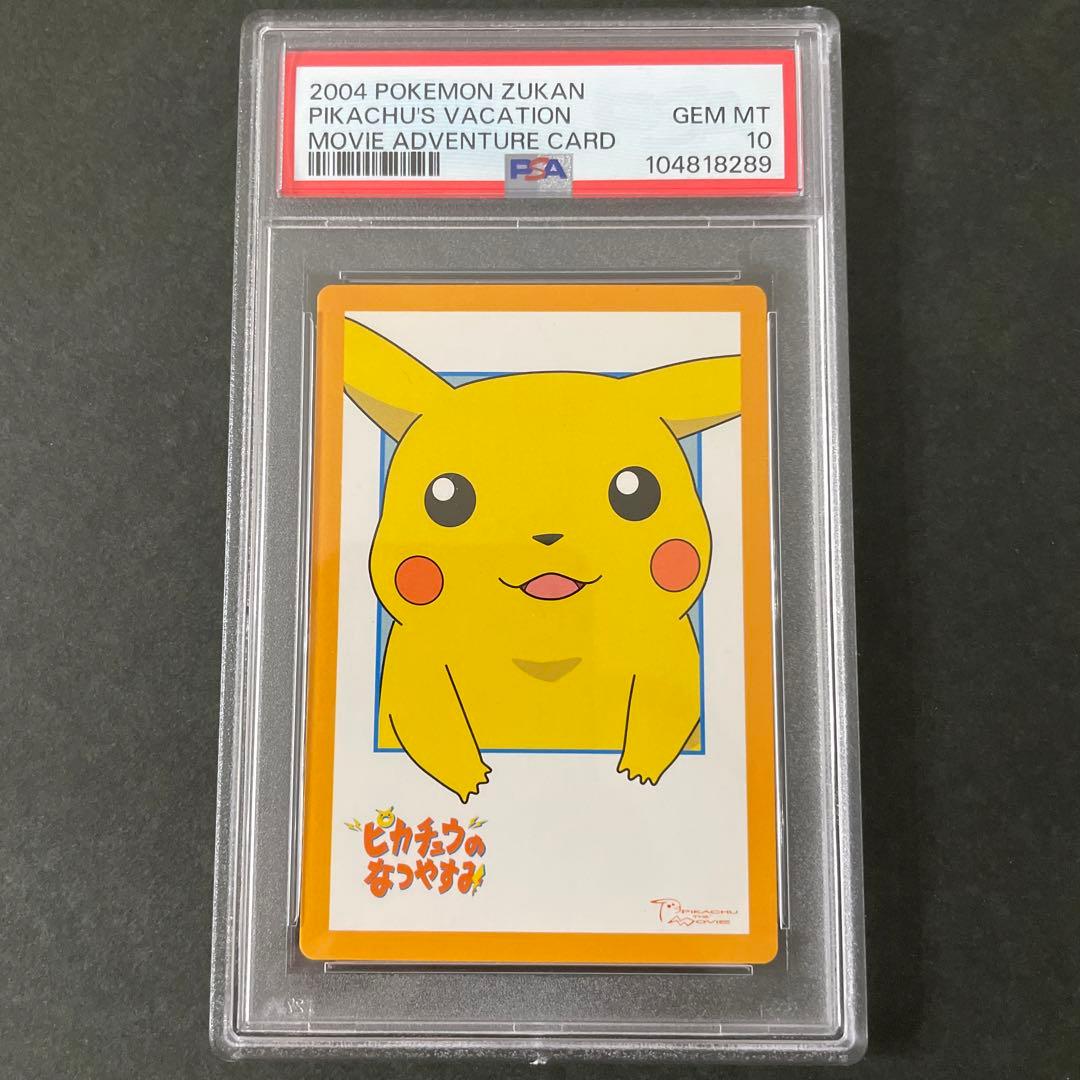 2004 POKEMON ZUKAN
PIKACHU'S VACATION GEM MT
MOVIE ADVENTURE CARD 10
PSA 104818289
ピカチュウの
なつやすみ
PIKACHU
THE
MOVIE